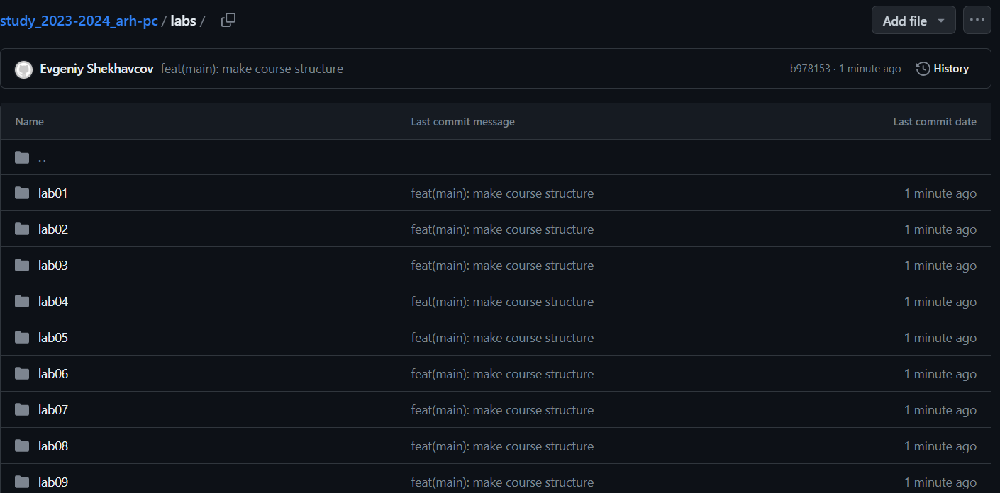 study_2023-2024_arh-pc / labs / Add file ...
Evgeniy Shekhavcov feat(main): make course structure b978153 · 1 minute ago History
Name Last commit message Last commit date
..
lab01 feat(main): make course structure 1 minute ago
lab02 feat(main): make course structure 1 minute ago
lab03 feat(main): make course structure 1 minute ago
lab04 feat(main): make course structure 1 minute ago
lab05 feat(main): make course structure 1 minute ago
lab06 feat(main): make course structure 1 minute ago
lab07 feat(main): make course structure 1 minute ago
lab08 feat(main): make course structure 1 minute ago
lab09 feat(main): make course structure 1 minute ago